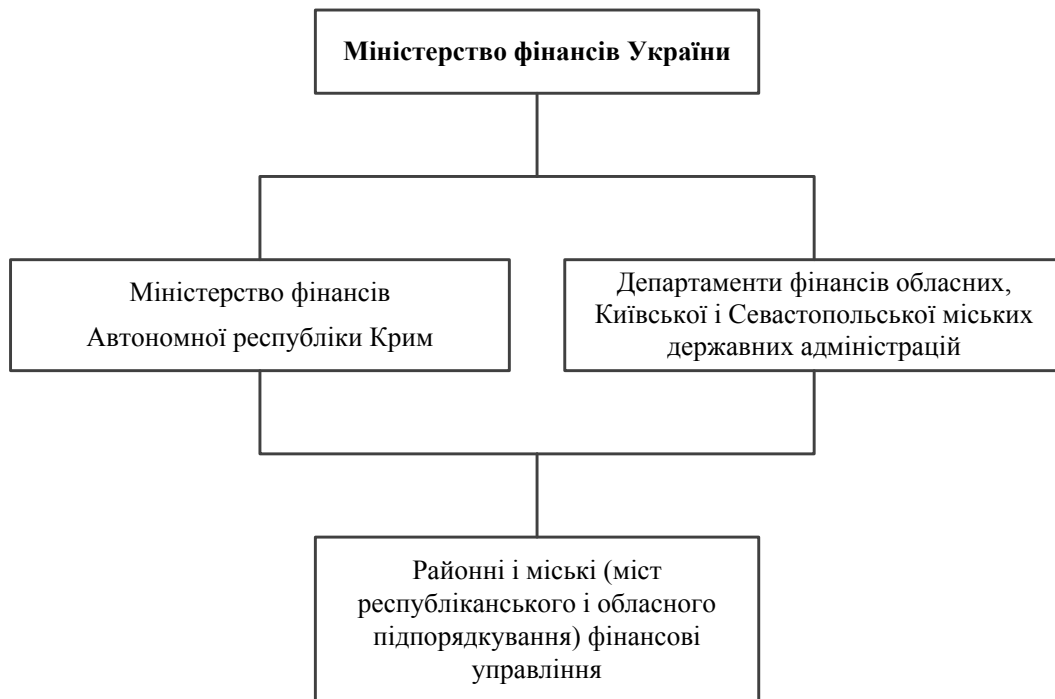 Міністерство фінансів України
Міністерство фінансів
Автономної республіки Крим
Департаменти фінансів обласних,
Київської і Севастопольської міських
державних адміністрацій
Районні і міські (міст
республіканського і обласного
підпорядкування) фінансові
управління